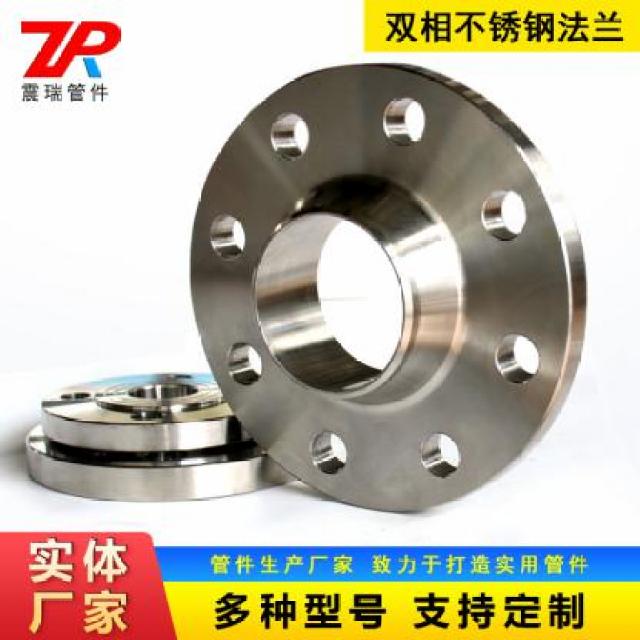 ZR
震瑞管件
双相不锈钢法兰
实体
厂家
管件生产厂家 致力于打造实用管件
多种型号 支持定制